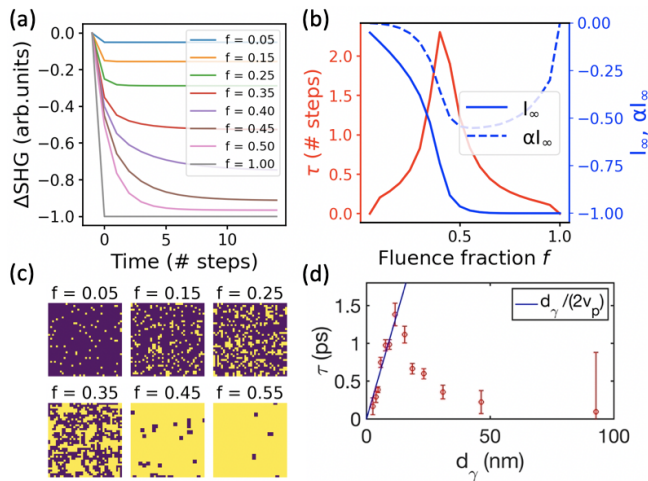 (a)
ΔSHG (arb.units)
0.0
−0.2
−0.4
−0.6
−0.8
−1.0
f = 0.05
f = 0.15
f = 0.25
f = 0.35
f = 0.40
f = 0.45
f = 0.50
f = 1.00
0 5 10
Time (# steps)
(b)
τ (# steps)
2.0
1.5
1.0
0.5
0.0
I∞
αI∞
0.00
−0.25
−0.50
−0.75
−1.00
I∞, αI∞
0.5 1.0
Fluence fraction f
(c)
f = 0.05 f = 0.15 f = 0.25
f = 0.35 f = 0.45 f = 0.55
(d)
τ (ps)
1.5
1
0.5
0
dγ/(2vp)
0 50 100
dγ (nm)